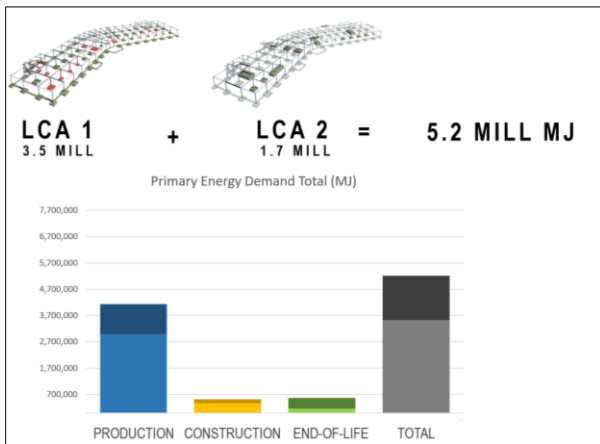 LCA 1 + LCA 2 = 5.2 MILL MJ
3.5 MILL 1.7 MILL
Primary Energy Demand Total (MJ)
7,700,000
6,700,000
5,700,000
4,700,000
3,700,000
2,700,000
1,700,000
700,000
PRODUCTION CONSTRUCTION END-OF-LIFE TOTAL